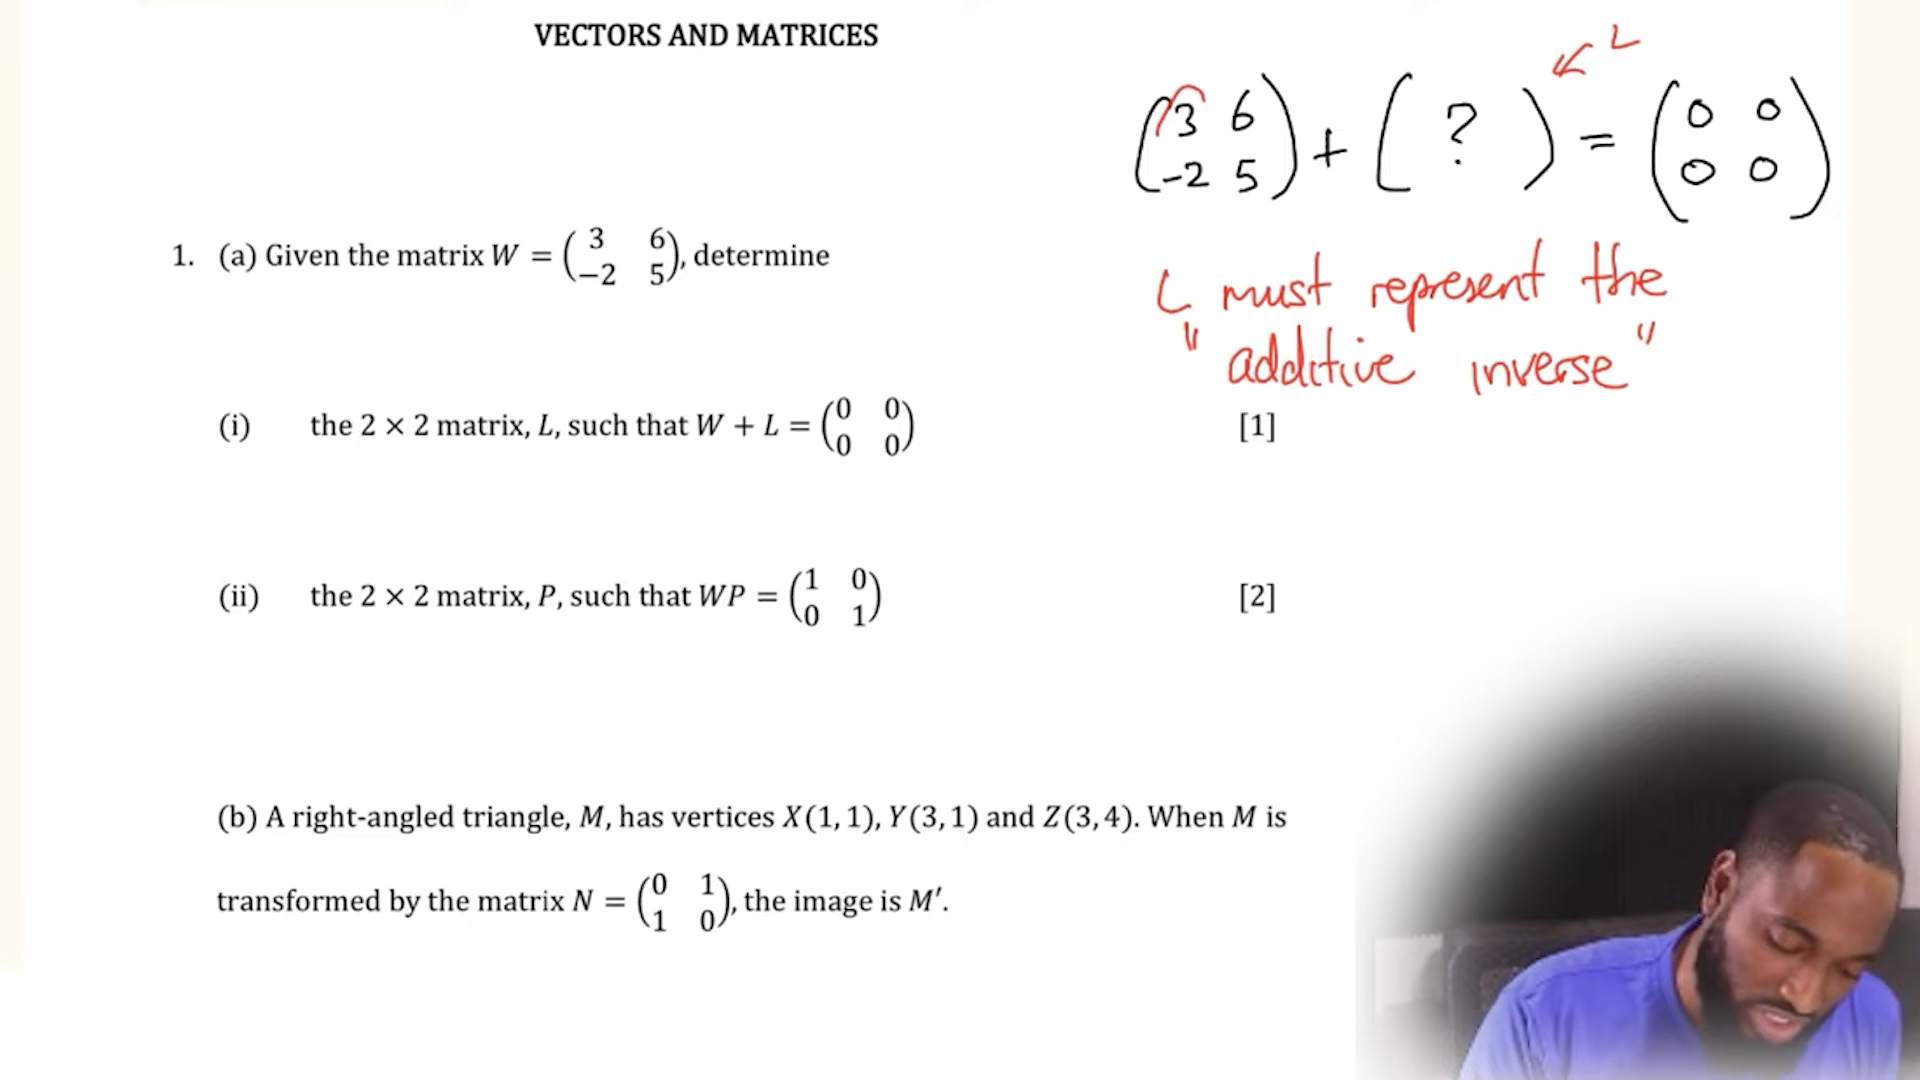 VECTORS AND MATRICES
L
(3 6 -2 5) + ( ? ) = (0 0 0 0)
L must represent the
"additive inverse"
1. (a) Given the matrix W = (3 6 -2 5), determine
(i) the 2 × 2 matrix, L, such that W + L = (0 0 0 0) [1]
(ii) the 2 × 2 matrix, P, such that WP = (1 0 0 1) [2]
(b) A right-angled triangle, M, has vertices X(1, 1), Y(3, 1) and Z(3, 4). When M is
transformed by the matrix N = (0 1 1 0), the image is M′.